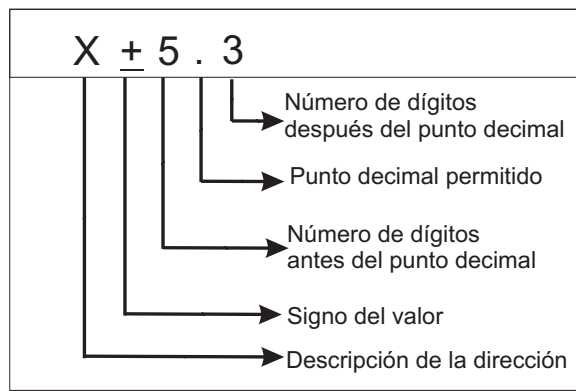 X ± 5 . 3
Número de dígitos
después del punto decimal
Punto decimal permitido
Número de dígitos
antes del punto decimal
Signo del valor
Descripción de la dirección